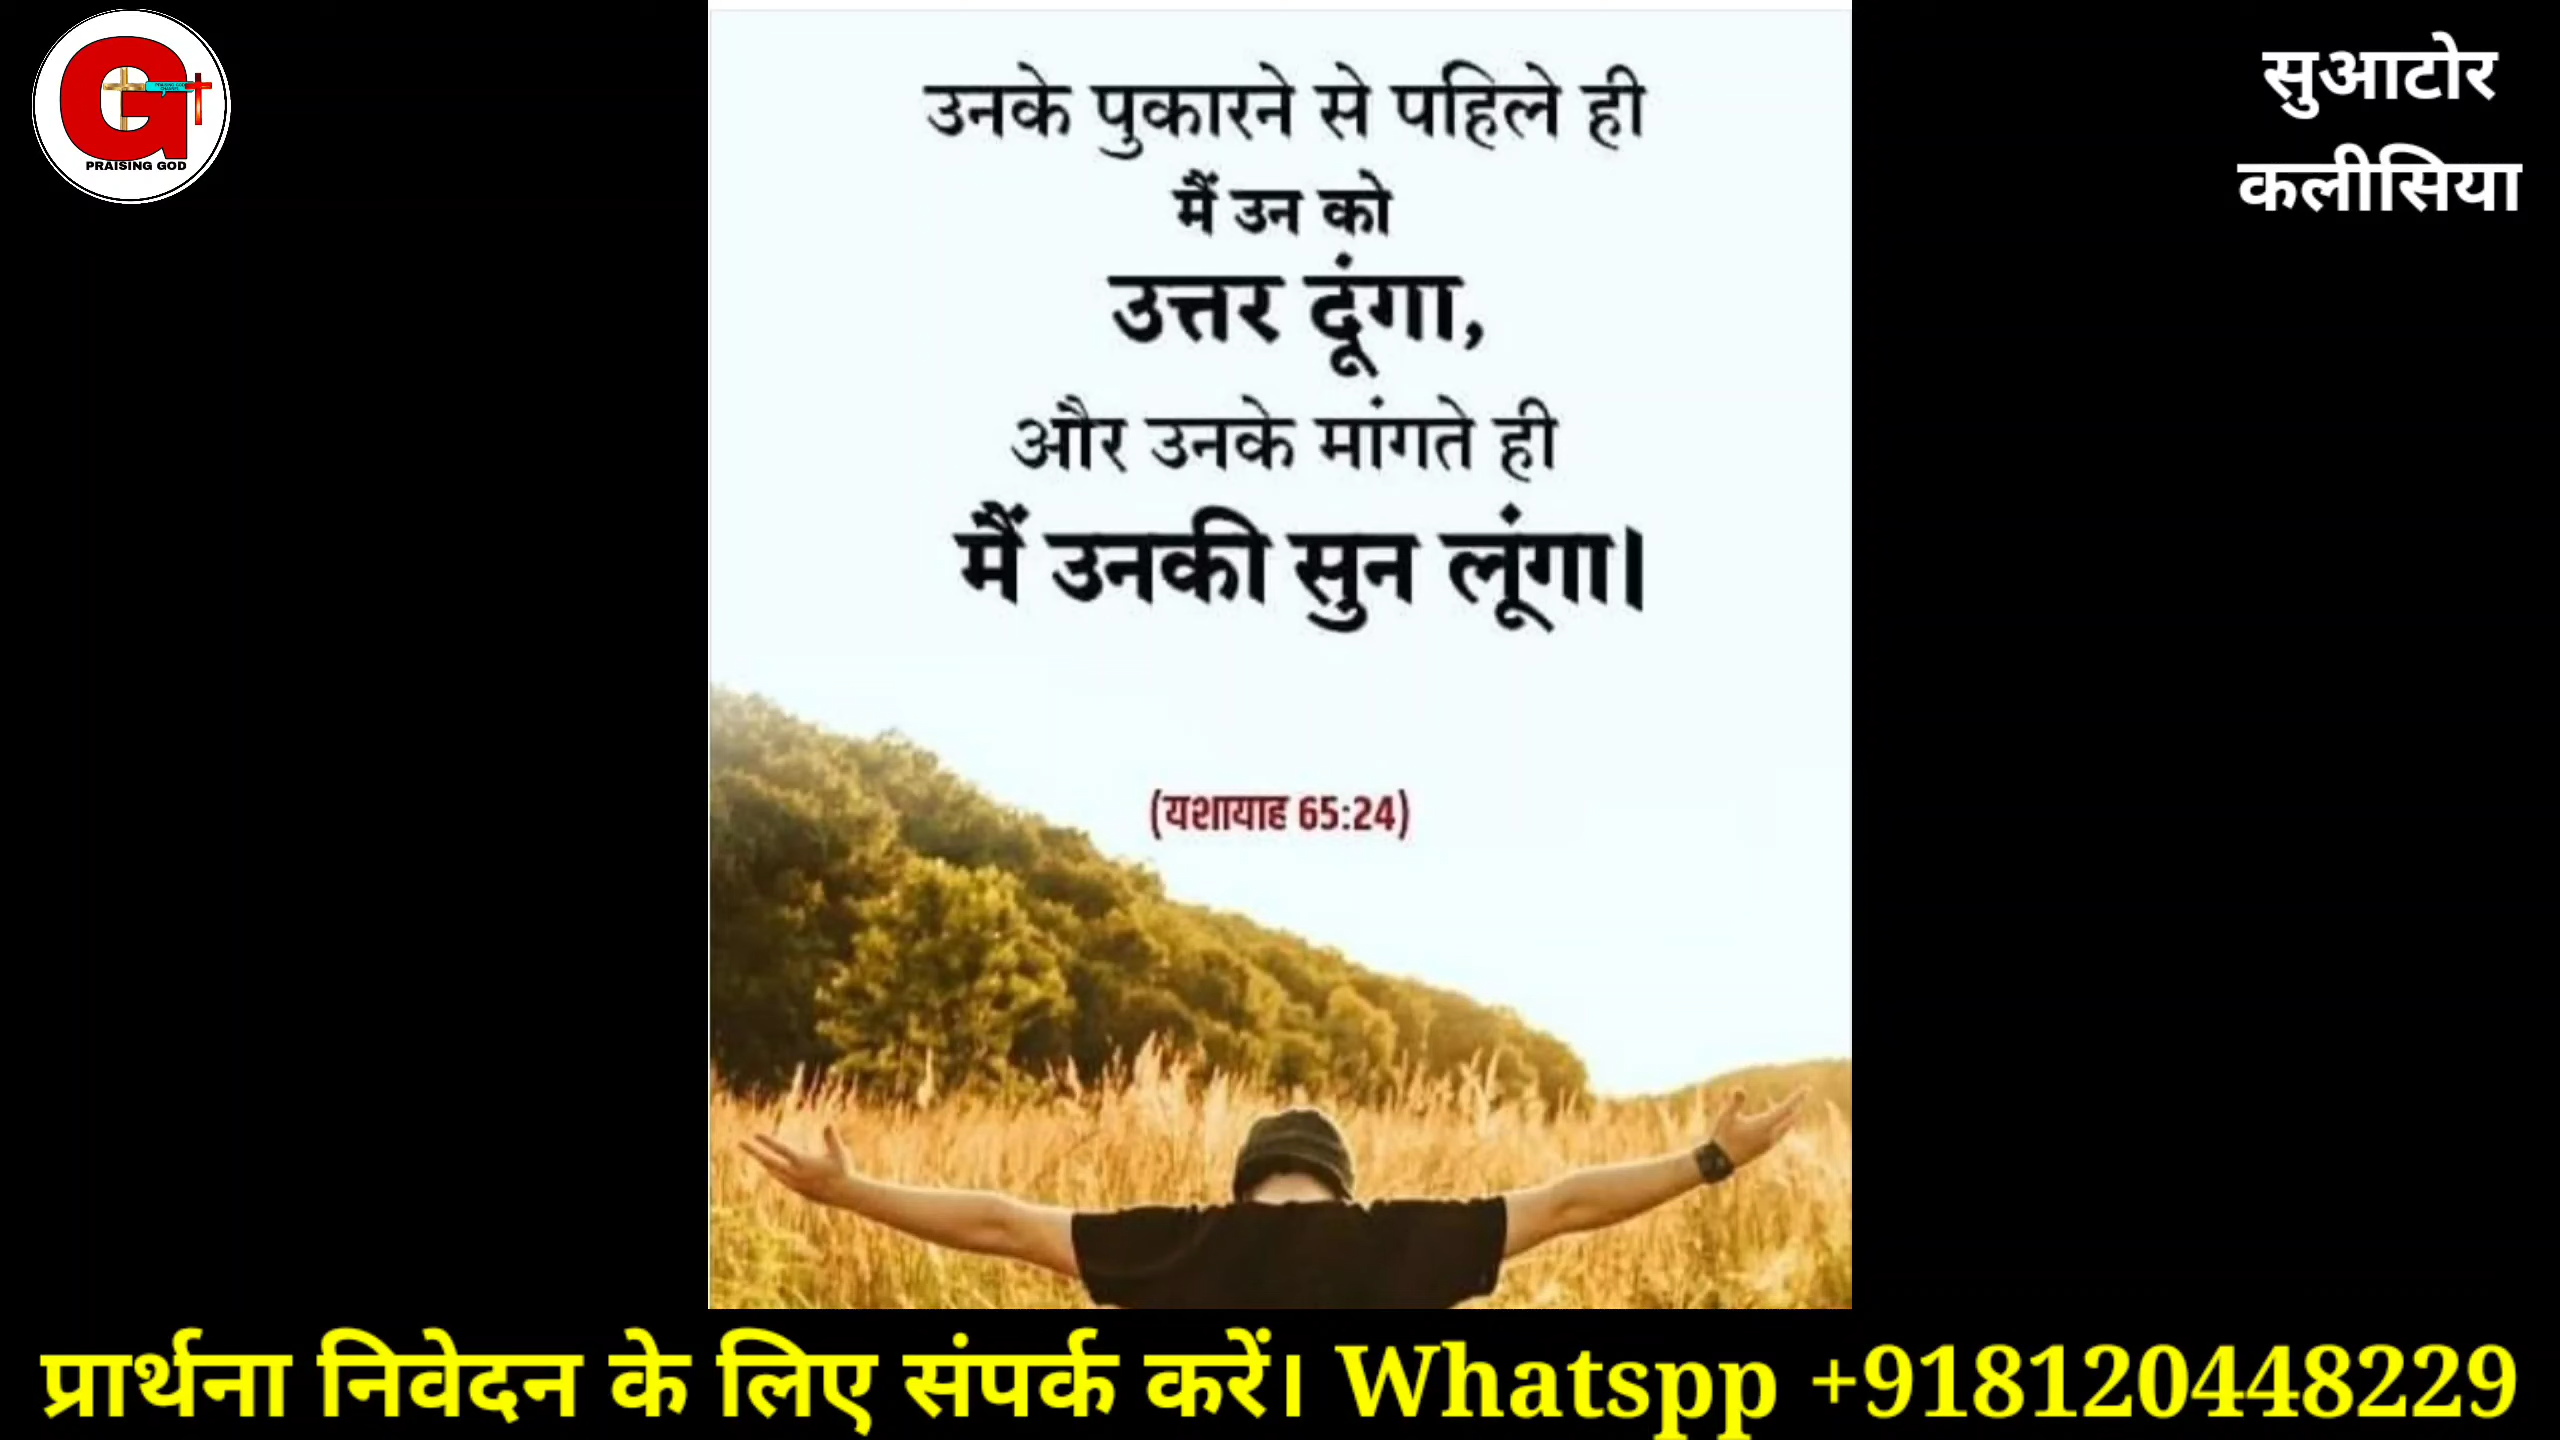 PRAISING GOD
सुआटोर
कलीसिया
उनके पुकारने से पहिले ही
मैं उन को
उत्तर दूंगा,
और उनके मांगते ही
मैं उनकी सुन लूंगा।
(यशायाह 65:24)
प्रार्थना निवेदन के लिए संपर्क करें। Whatspp +918120448229